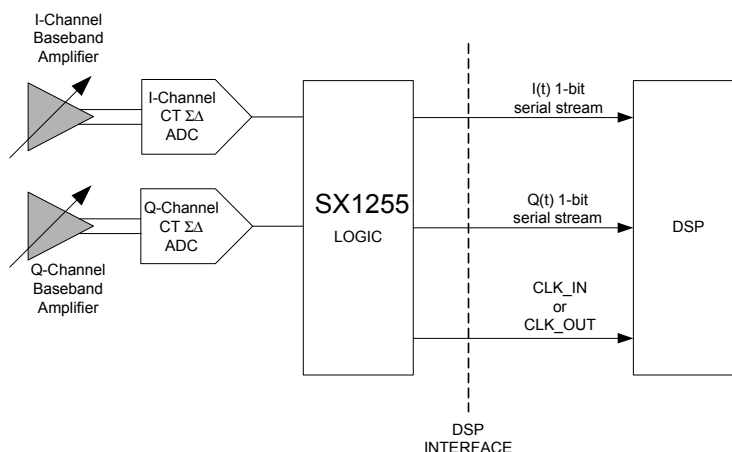 I-Channel
Baseband
Amplifier
I-Channel
CT ΣΔ
ADC
Q-Channel
CT ΣΔ
ADC
Q-Channel
Baseband
Amplifier
SX1255
LOGIC
I(t) 1-bit
serial stream
Q(t) 1-bit
serial stream
CLK_IN
or
CLK_OUT
DSP
DSP
INTERFACE